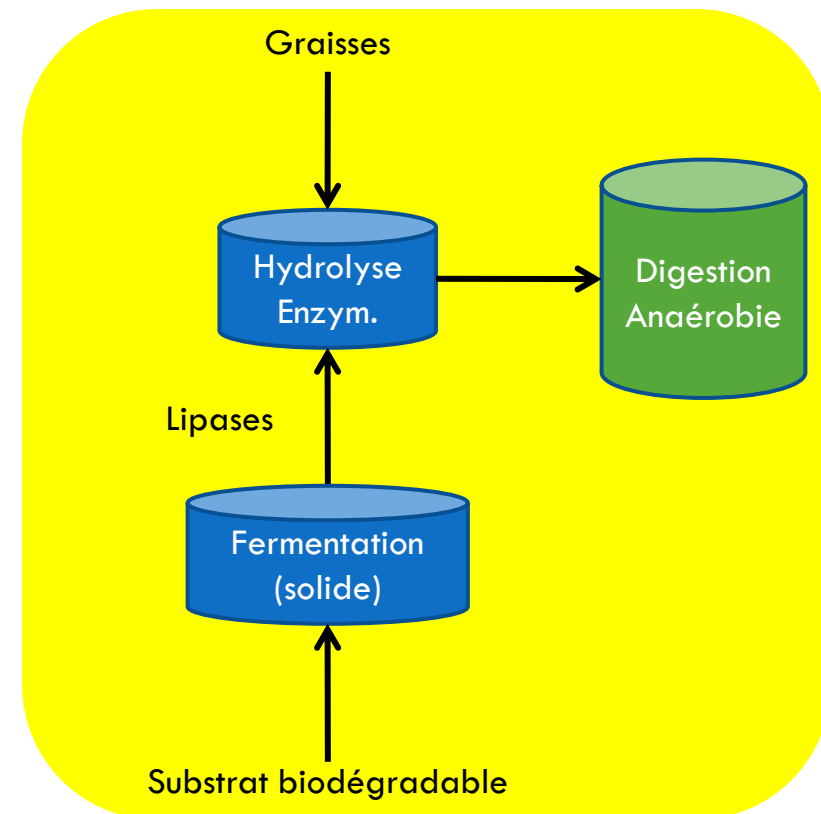 Graisses
Hydrolyse
Enzym.
Digestion
Anaérobie
Lipases
Fermentation
(solide)
Substrat biodégradable